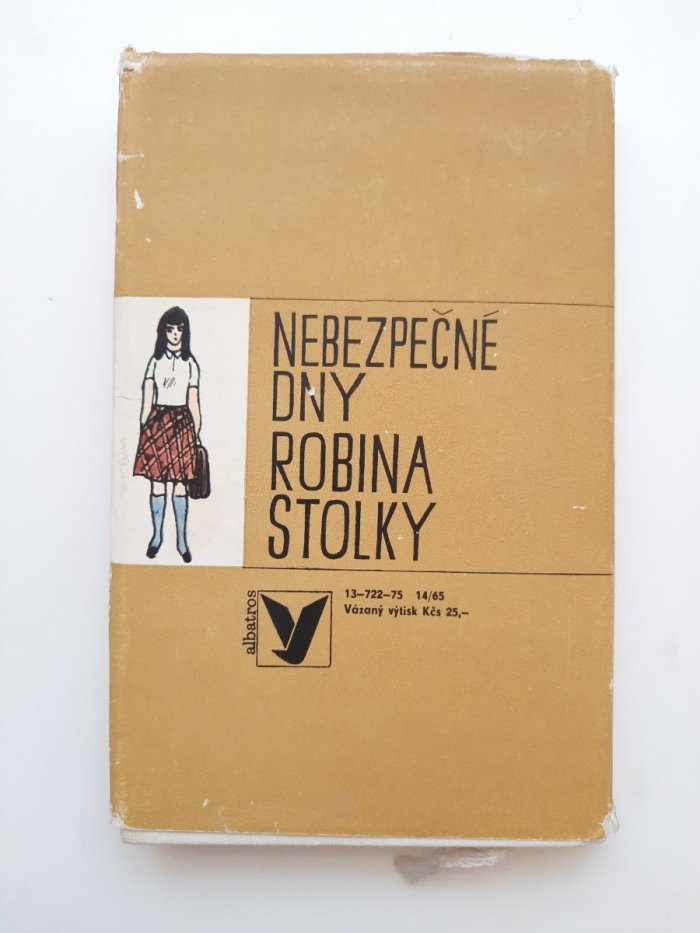 NEBEZPEČNÉ
DNY
ROBINA
STOLKY
albatros
13–722–75 14/65
Vázaný výtisk Kčs 25,–